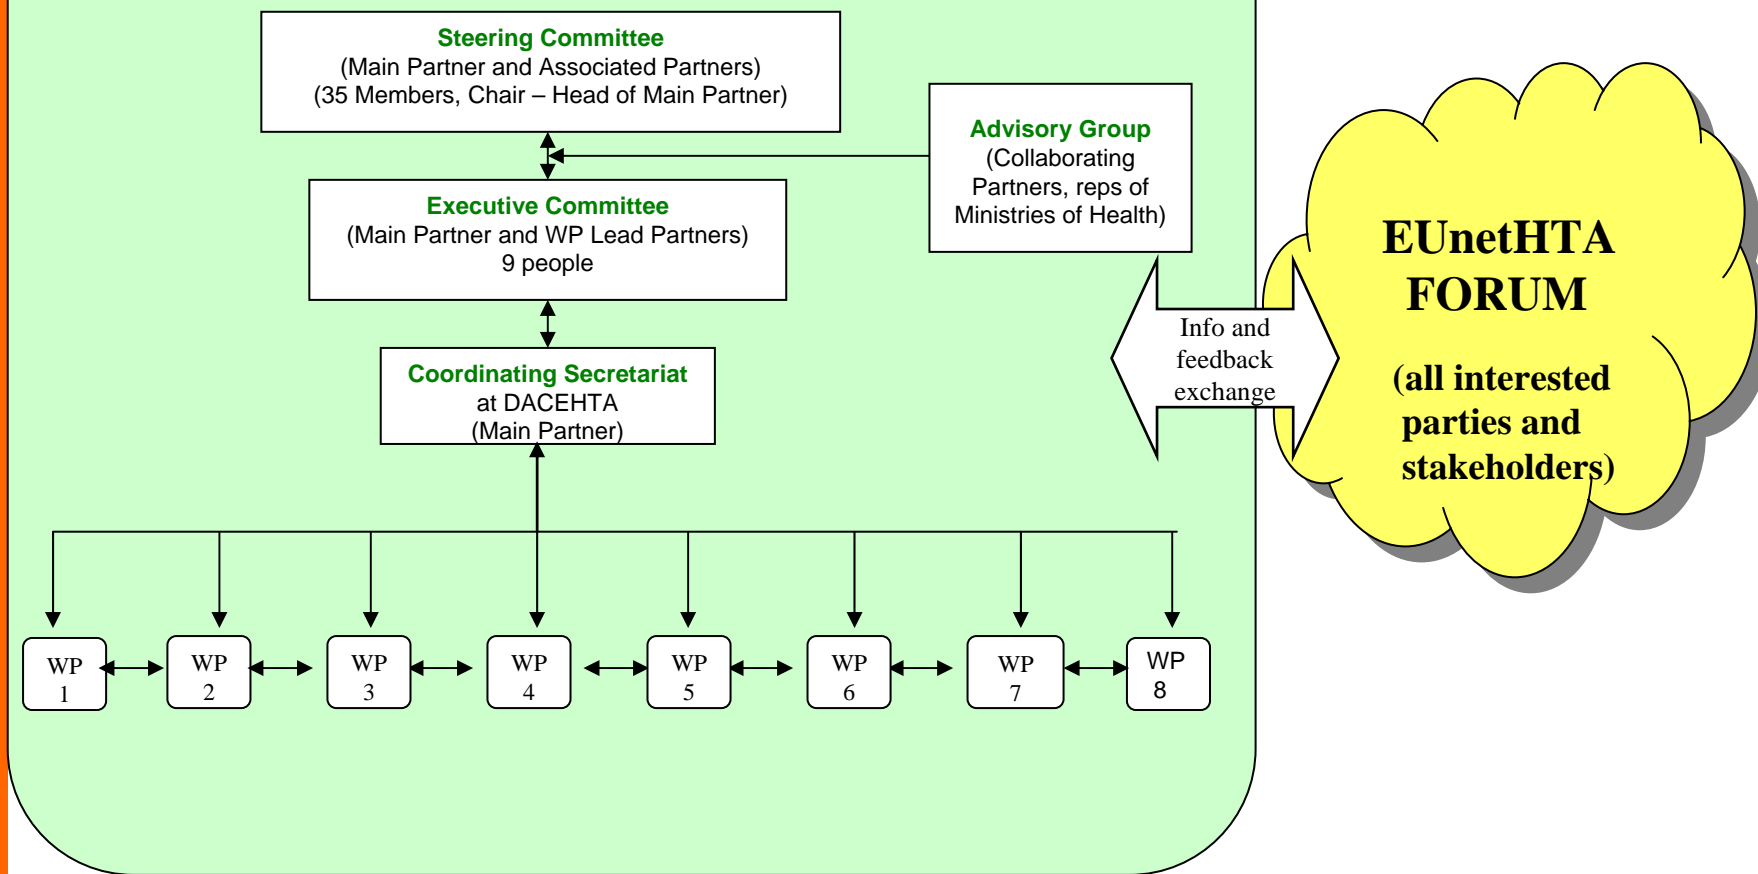 Steering Committee
(Main Partner and Associated Partners)
(35 Members, Chair – Head of Main Partner)
Advisory Group
(Collaborating
Partners, reps of
Ministries of Health)
Executive Committee
(Main Partner and WP Lead Partners)
9 people
Coordinating Secretariat
at DACEHTA
(Main Partner)
Info and
feedback
exchange
EUnetHTA
FORUM
(all interested
parties and
stakeholders)
WP
1
WP
2
WP
3
WP
4
WP
5
WP
6
WP
7
WP
8